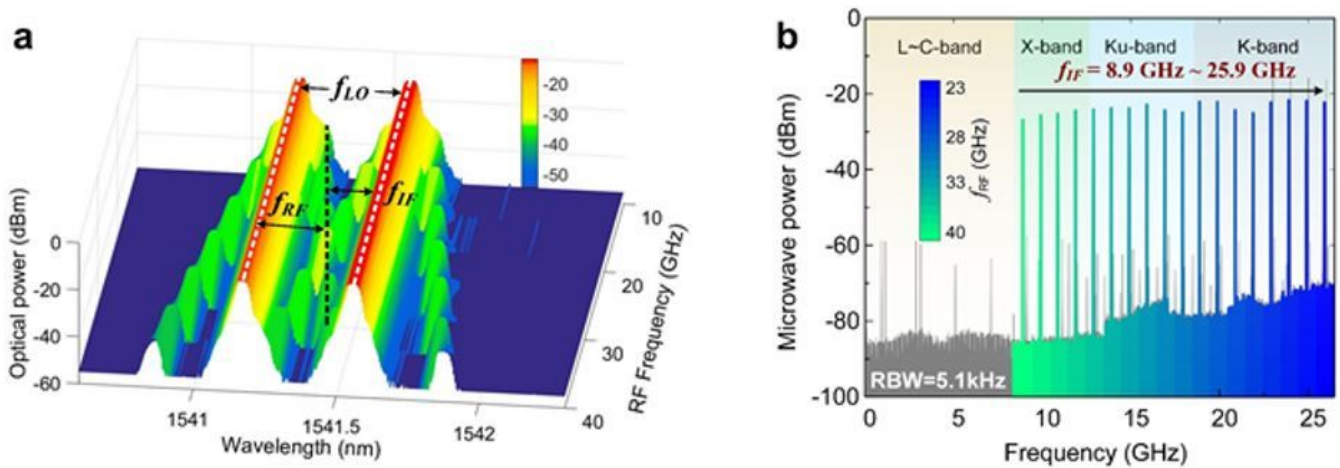 a
f_LO
-20
-30
-40
-50
f_RF
f_IF
Optical power (dBm)
0
-20
-40
-60
1541
1541.5
1542
Wavelength (nm)
10
20
30
40
RF Frequency (GHz)
b
L~C-band
X-band
Ku-band
K-band
f_IF = 8.9 GHz ~ 25.9 GHz
23
28
33
40
f_RF (GHz)
Microwave power (dBm)
0
-20
-40
-60
-80
-100
RBW=5.1kHz
0
5
10
15
20
25
Frequency (GHz)